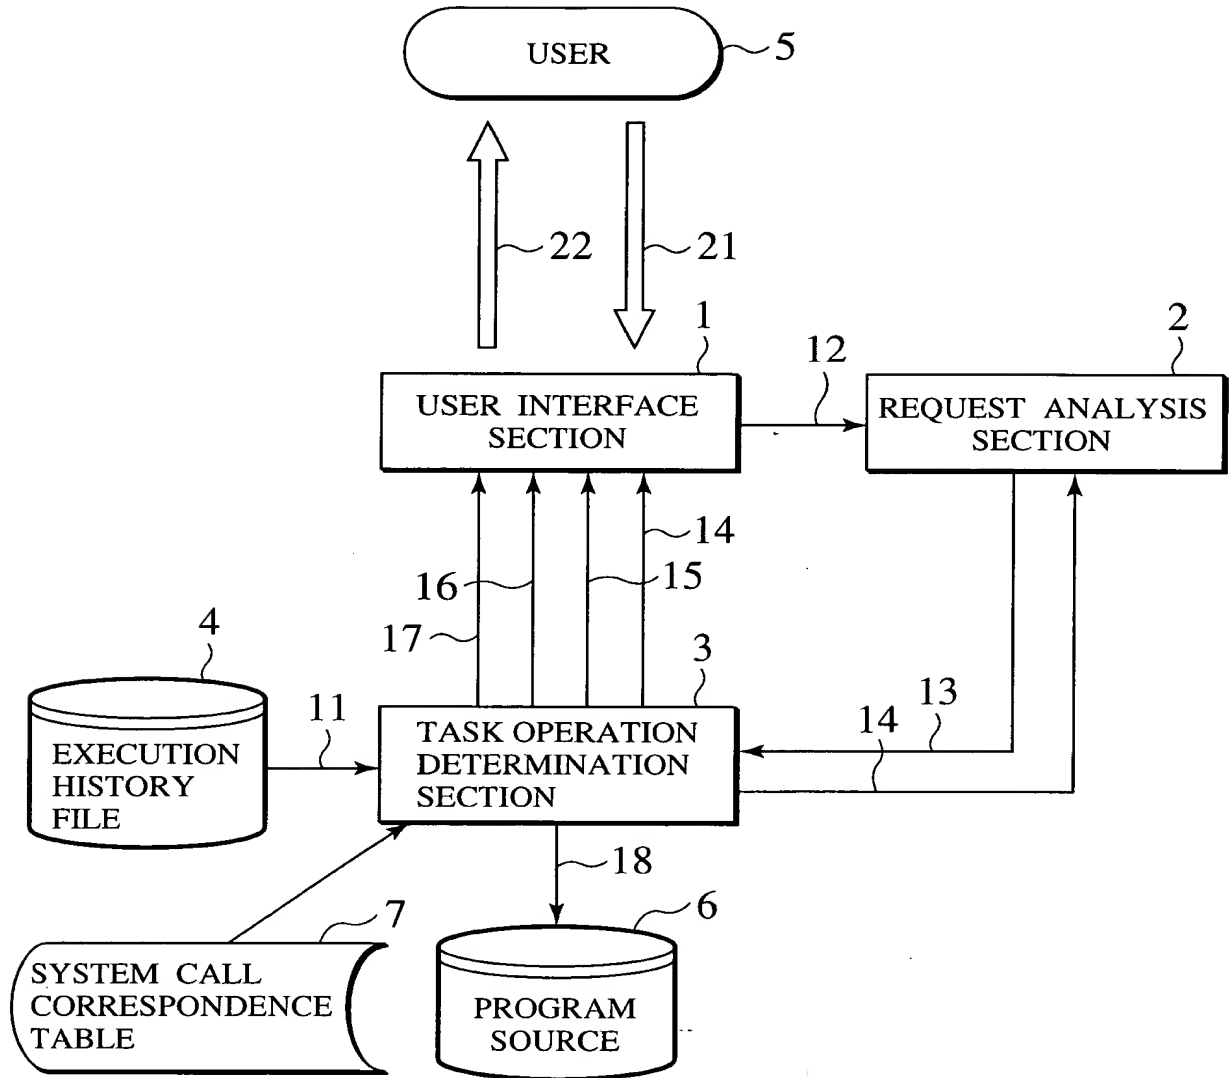 USER
5
22
21
1
2
12
USER INTERFACE
SECTION
REQUEST ANALYSIS
SECTION
14
16
15
17
4
3
11
13
14
EXECUTION
HISTORY
FILE
TASK OPERATION
DETERMINATION
SECTION
18
7
6
SYSTEM CALL
CORRESPONDENCE
TABLE
PROGRAM
SOURCE